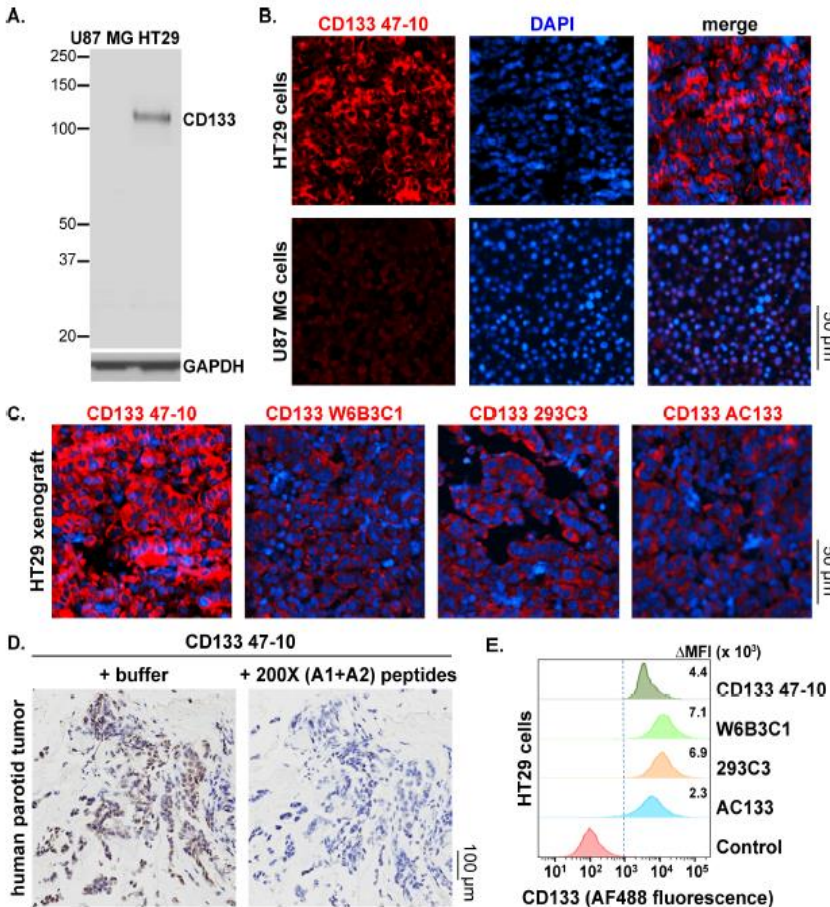 A.
U87 MG HT29
250
150
100
50
37
20
CD133
GAPDH
B.
CD133 47-10 DAPI merge
HT29 cells
U87 MG cells
50 µm
C.
CD133 47-10 CD133 W6B3C1 CD133 293C3 CD133 AC133
HT29 xenograft
50 µm
D.
CD133 47-10
+ buffer + 200X (A1+A2) peptides
human parotid tumor
100 µm
E.
ΔMFI (x 10³)
4.4 CD133 47-10
7.1 W6B3C1
6.9 293C3
2.3 AC133
Control
HT29 cells
10¹ 10² 10³ 10⁴ 10⁵
CD133 (AF488 fluorescence)